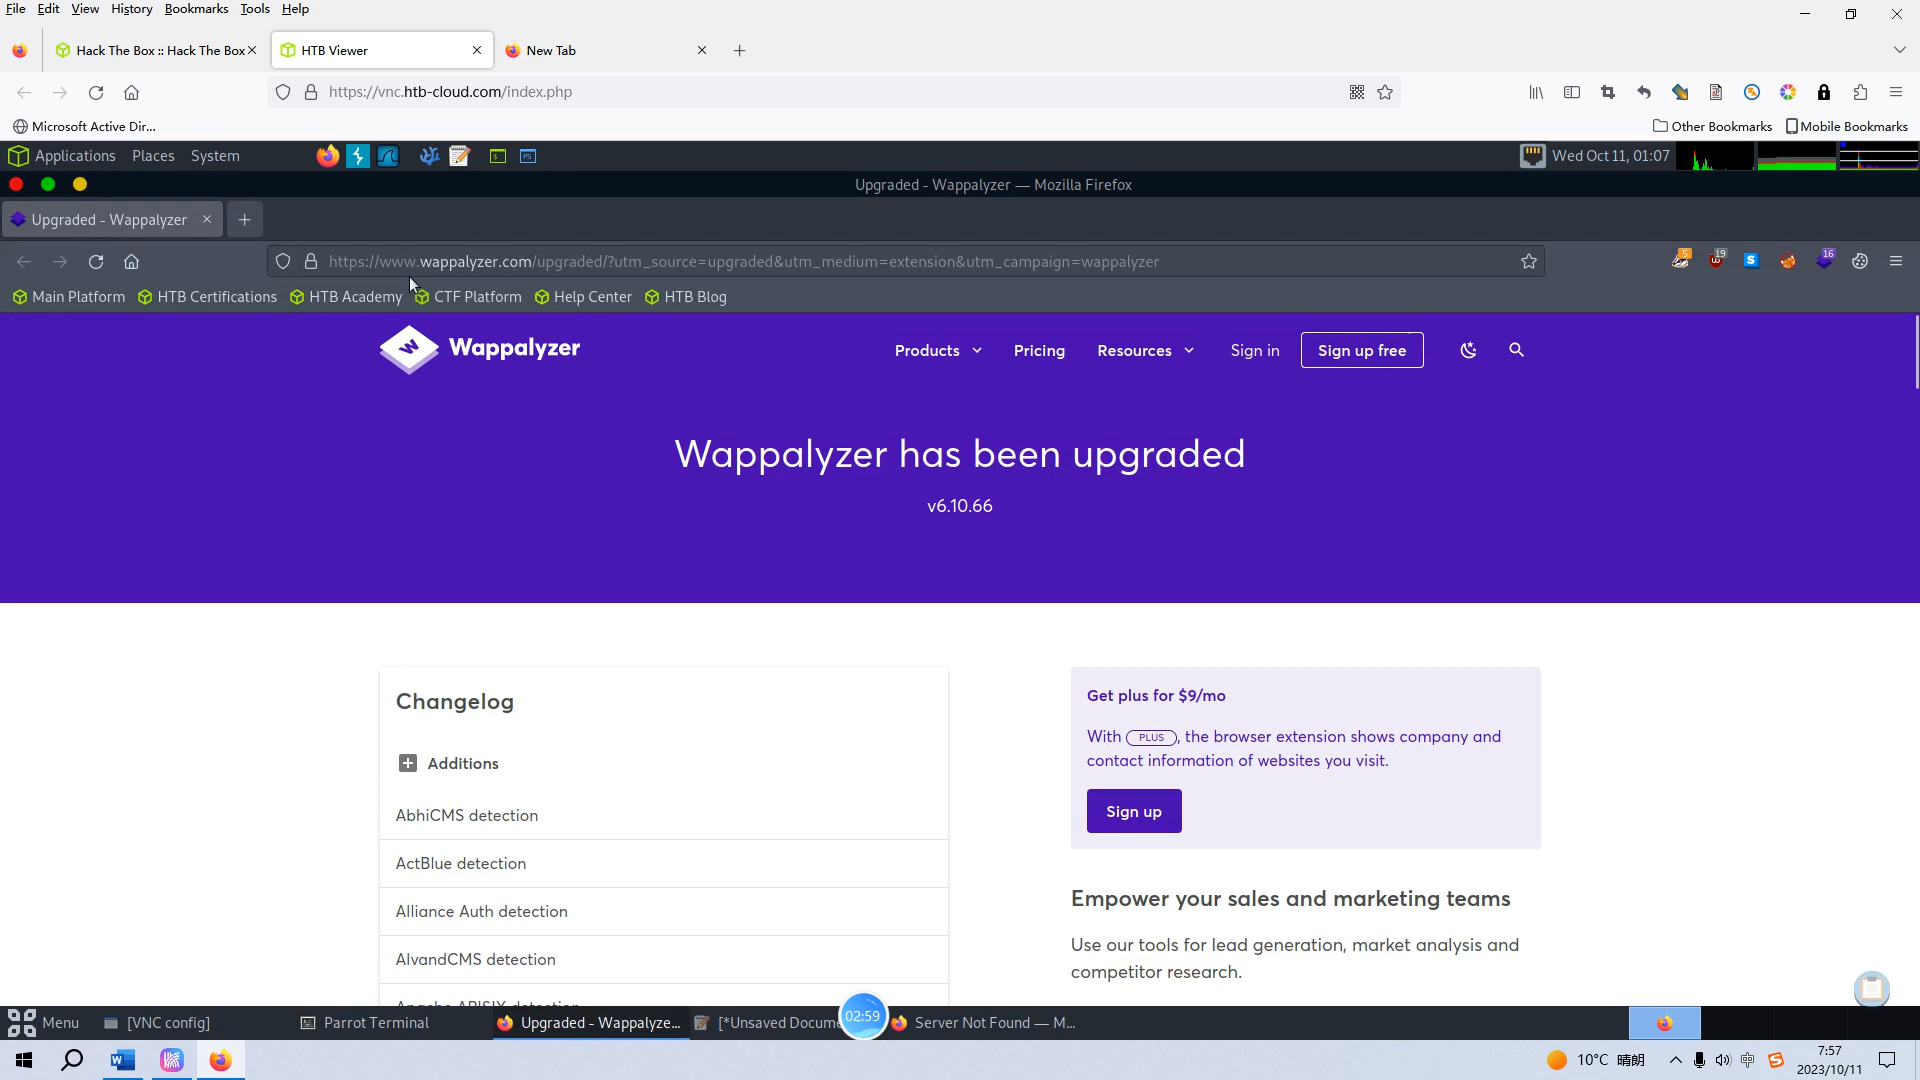 File Edit View History Bookmarks Tools Help
Hack The Box :: Hack The Box
HTB Viewer
New Tab
https://vnc.htb-cloud.com/index.php
Microsoft Active Dir...
Other Bookmarks
Mobile Bookmarks
Applications Places System
Wed Oct 11, 01:07
Upgraded - Wappalyzer — Mozilla Firefox
Upgraded - Wappalyzer
https://www.wappalyzer.com/upgraded/?utm_source=upgraded&utm_medium=extension&utm_campaign=wappalyzer
5
19
16
Main Platform HTB Certifications HTB Academy CTF Platform Help Center HTB Blog
Wappalyzer
Products Pricing Resources Sign in Sign up free
Wappalyzer has been upgraded
v6.10.66
Changelog
Additions
AbhiCMS detection
ActBlue detection
Alliance Auth detection
AlvandCMS detection
Apache APISIX detection
Get plus for $9/mo
With PLUS, the browser extension shows company and
contact information of websites you visit.
Sign up
Empower your sales and marketing teams
Use our tools for lead generation, market analysis and
competitor research.
Menu [VNC config] Parrot Terminal Upgraded - Wappalyze... [*Unsaved Docume 02:59 Server Not Found — M...
10°C 晴朗
中
7:57
2023/10/11